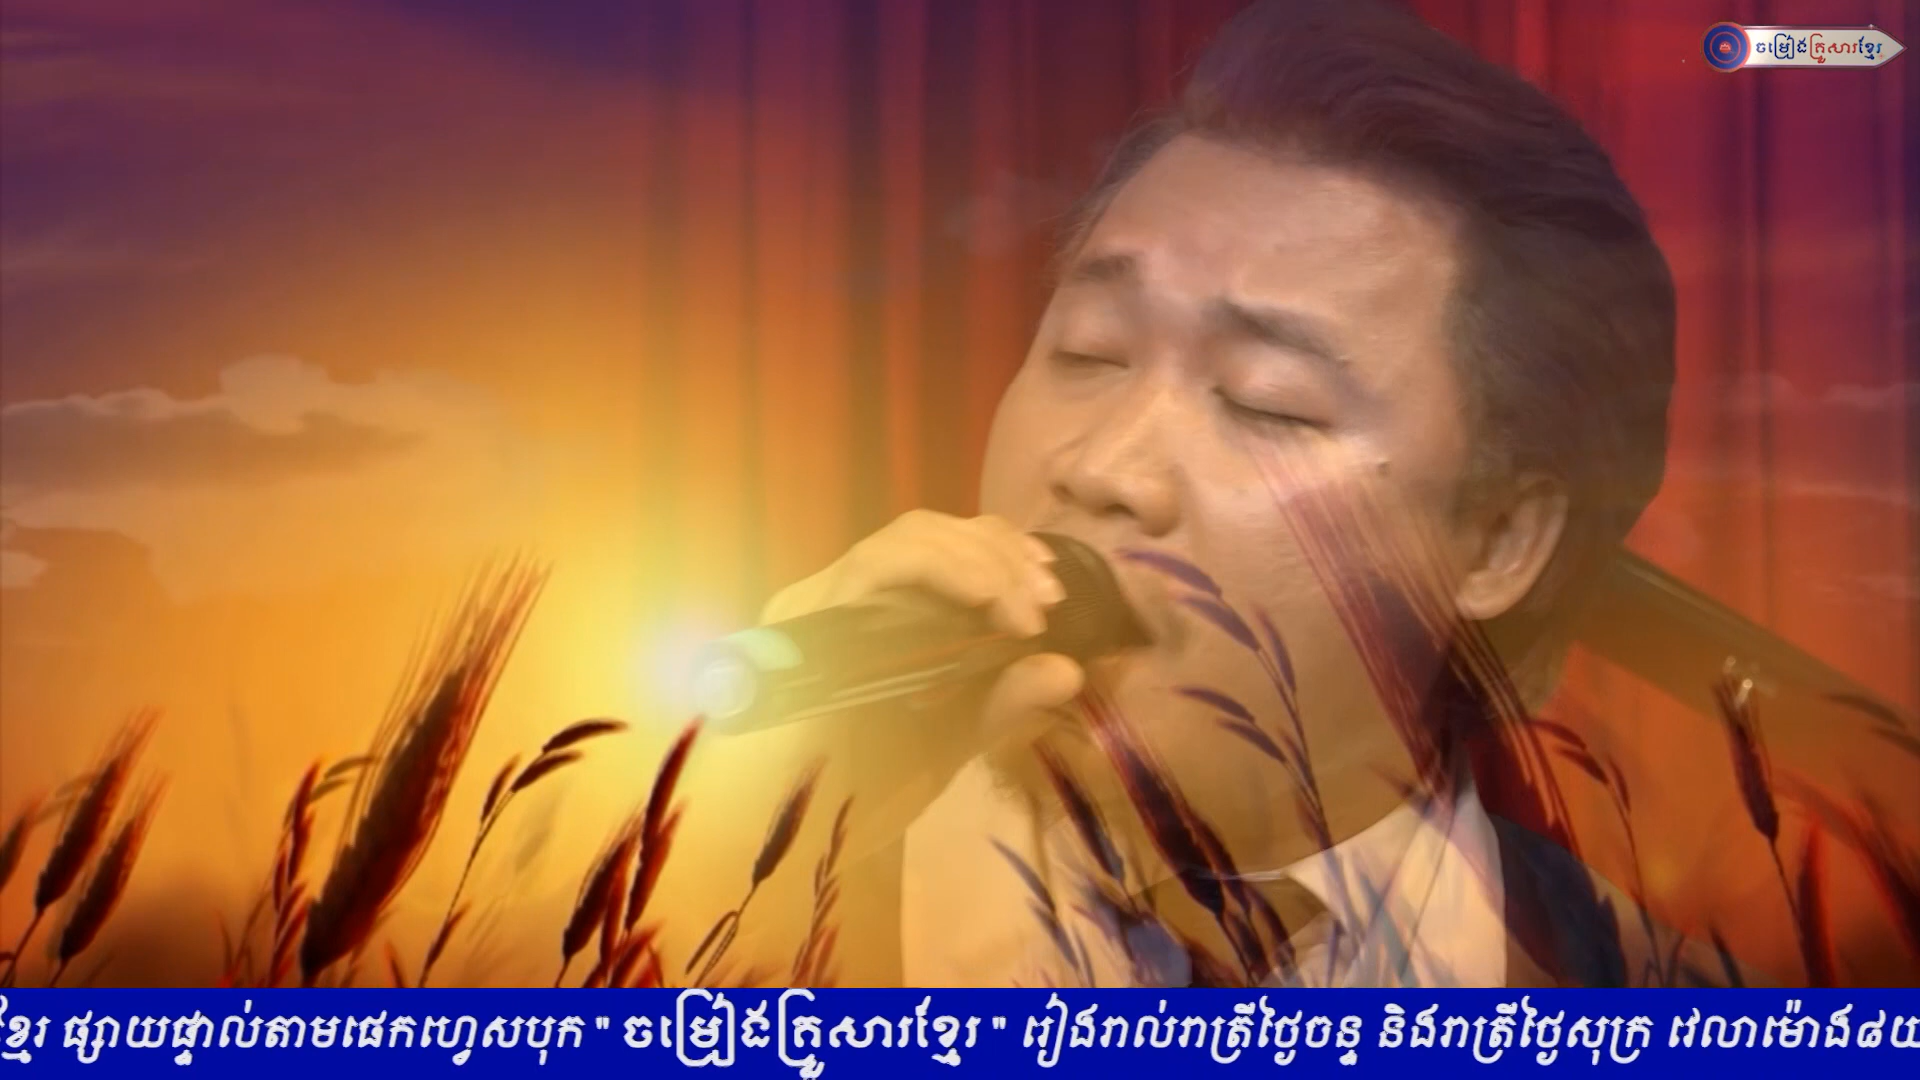 ចម្រៀងគ្រួសារខ្មែរ
ខ្មែរ ផ្សាយផ្ទាល់តាមផេកហ្វេសបុក " ចម្រៀងគ្រួសារខ្មែរ " រៀងរាល់រាត្រីថ្ងៃចន្ទ និងរាត្រីថ្ងៃសុក្រ វេលាម៉ោង៨យ